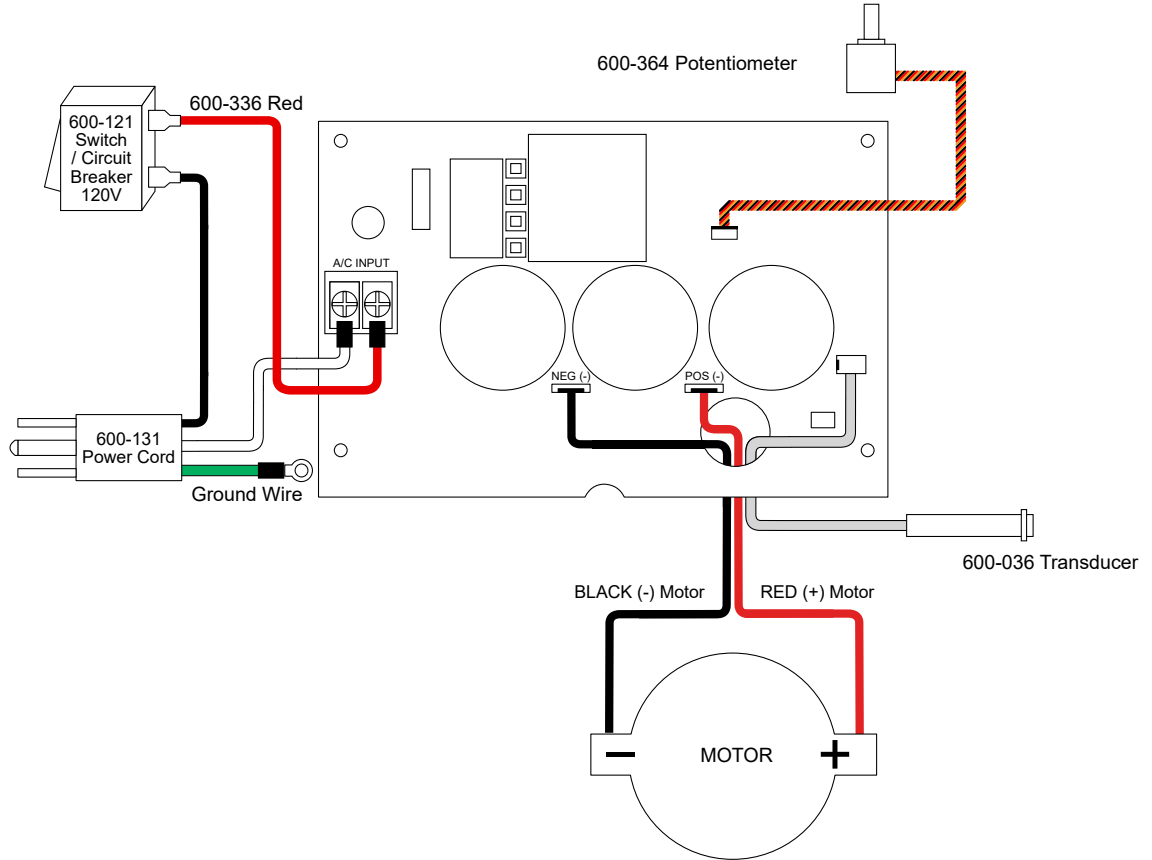 600-364 Potentiometer
600-336 Red
600-121
Switch
/ Circuit
Breaker
120V
A/C INPUT
NEG (-)
POS (-)
600-131
Power Cord
Ground Wire
600-036 Transducer
BLACK (-) Motor
RED (+) Motor
− MOTOR +